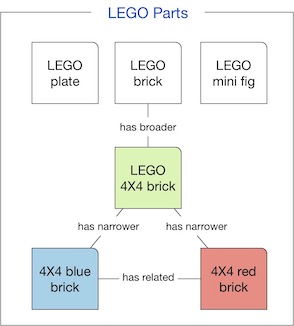 LEGO Parts
LEGO
plate
LEGO
brick
LEGO
mini fig
has broader
LEGO
4X4 brick
has narrower
has narrower
4X4 blue
brick
has related
4X4 red
brick